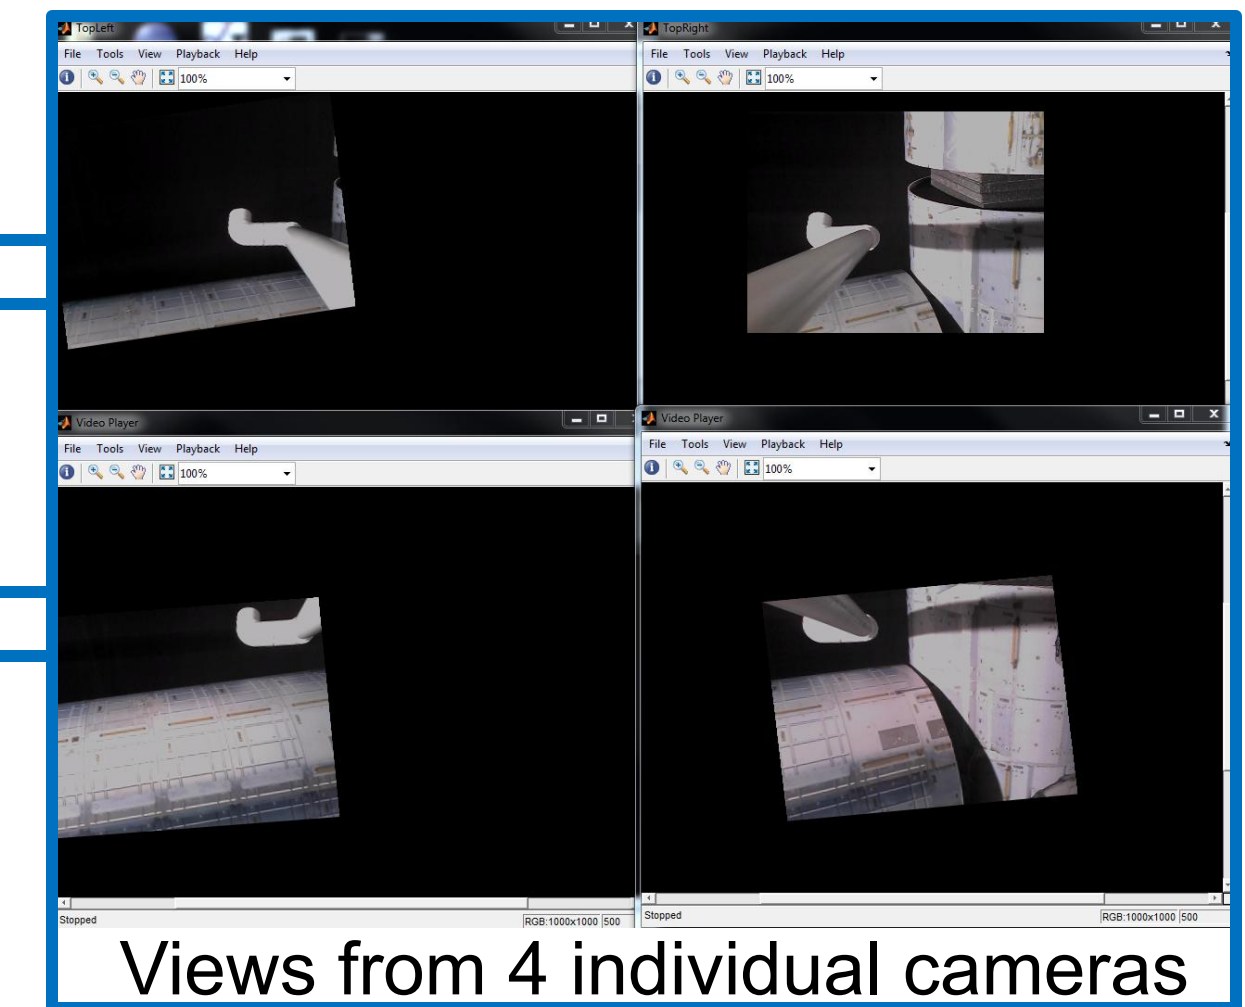 TopLeft
File Tools View Playback Help
100%
TopRight
File Tools View Playback Help
100%
Video Player
File Tools View Playback Help
100%
Stopped
RGB:1000x1000 500
Video Player
File Tools View Playback Help
100%
Stopped
RGB:1000x1000 500
Views from 4 individual cameras